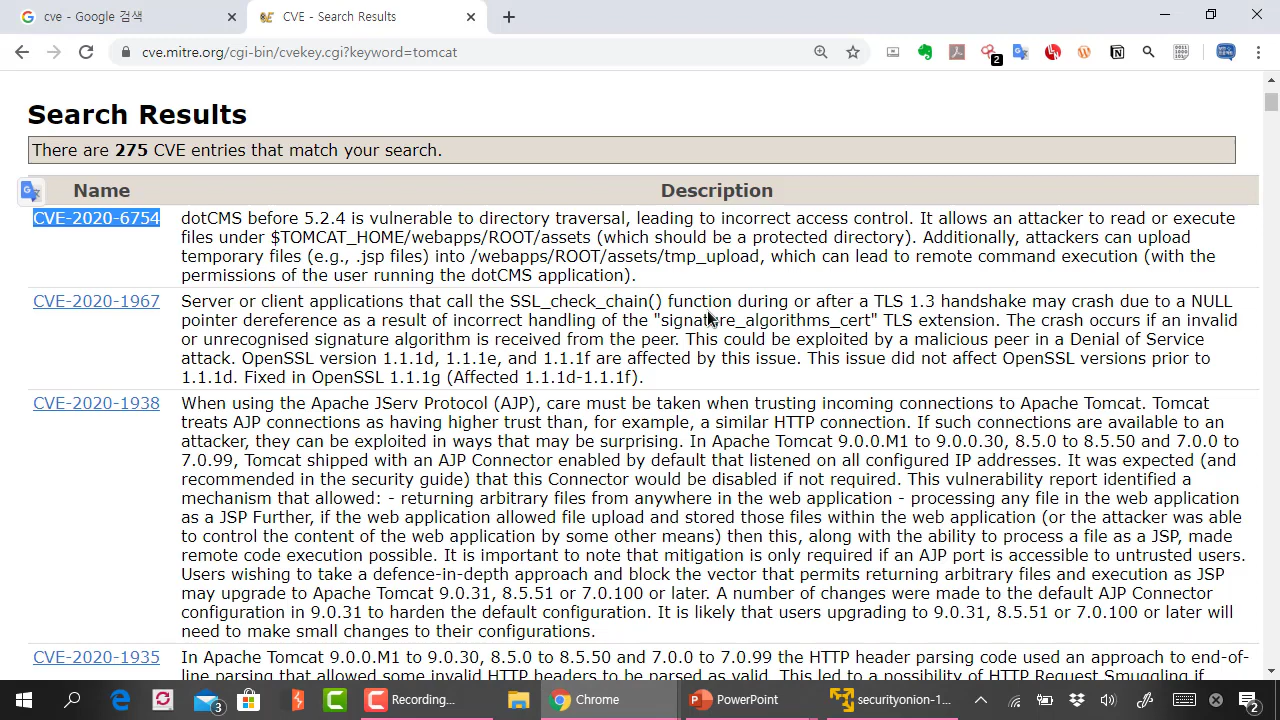 cve - Google 검색
CVE - Search Results
cve.mitre.org/cgi-bin/cvekey.cgi?keyword=tomcat
2
Search Results
There are 275 CVE entries that match your search.
Name
Description
CVE-2020-6754
dotCMS before 5.2.4 is vulnerable to directory traversal, leading to incorrect access control. It allows an attacker to read or execute
files under $TOMCAT_HOME/webapps/ROOT/assets (which should be a protected directory). Additionally, attackers can upload
temporary files (e.g., .jsp files) into /webapps/ROOT/assets/tmp_upload, which can lead to remote command execution (with the
permissions of the user running the dotCMS application).
CVE-2020-1967
Server or client applications that call the SSL_check_chain() function during or after a TLS 1.3 handshake may crash due to a NULL
pointer dereference as a result of incorrect handling of the "signature_algorithms_cert" TLS extension. The crash occurs if an invalid
or unrecognised signature algorithm is received from the peer. This could be exploited by a malicious peer in a Denial of Service
attack. OpenSSL version 1.1.1d, 1.1.1e, and 1.1.1f are affected by this issue. This issue did not affect OpenSSL versions prior to
1.1.1d. Fixed in OpenSSL 1.1.1g (Affected 1.1.1d-1.1.1f).
CVE-2020-1938
When using the Apache JServ Protocol (AJP), care must be taken when trusting incoming connections to Apache Tomcat. Tomcat
treats AJP connections as having higher trust than, for example, a similar HTTP connection. If such connections are available to an
attacker, they can be exploited in ways that may be surprising. In Apache Tomcat 9.0.0.M1 to 9.0.0.30, 8.5.0 to 8.5.50 and 7.0.0 to
7.0.99, Tomcat shipped with an AJP Connector enabled by default that listened on all configured IP addresses. It was expected (and
recommended in the security guide) that this Connector would be disabled if not required. This vulnerability report identified a
mechanism that allowed: - returning arbitrary files from anywhere in the web application - processing any file in the web application
as a JSP Further, if the web application allowed file upload and stored those files within the web application (or the attacker was able
to control the content of the web application by some other means) then this, along with the ability to process a file as a JSP, made
remote code execution possible. It is important to note that mitigation is only required if an AJP port is accessible to untrusted users.
Users wishing to take a defence-in-depth approach and block the vector that permits returning arbitrary files and execution as JSP
may upgrade to Apache Tomcat 9.0.31, 8.5.51 or 7.0.100 or later. A number of changes were made to the default AJP Connector
configuration in 9.0.31 to harden the default configuration. It is likely that users upgrading to 9.0.31, 8.5.51 or 7.0.100 or later will
need to make small changes to their configurations.
CVE-2020-1935
In Apache Tomcat 9.0.0.M1 to 9.0.30, 8.5.0 to 8.5.50 and 7.0.0 to 7.0.99 the HTTP header parsing code used an approach to end-of-
line parsing that allowed some invalid HTTP headers to be parsed as valid. This led to a possibility of HTTP Request Smuggling if
3
Recording...
Chrome
PowerPoint
securityonion-1...
2